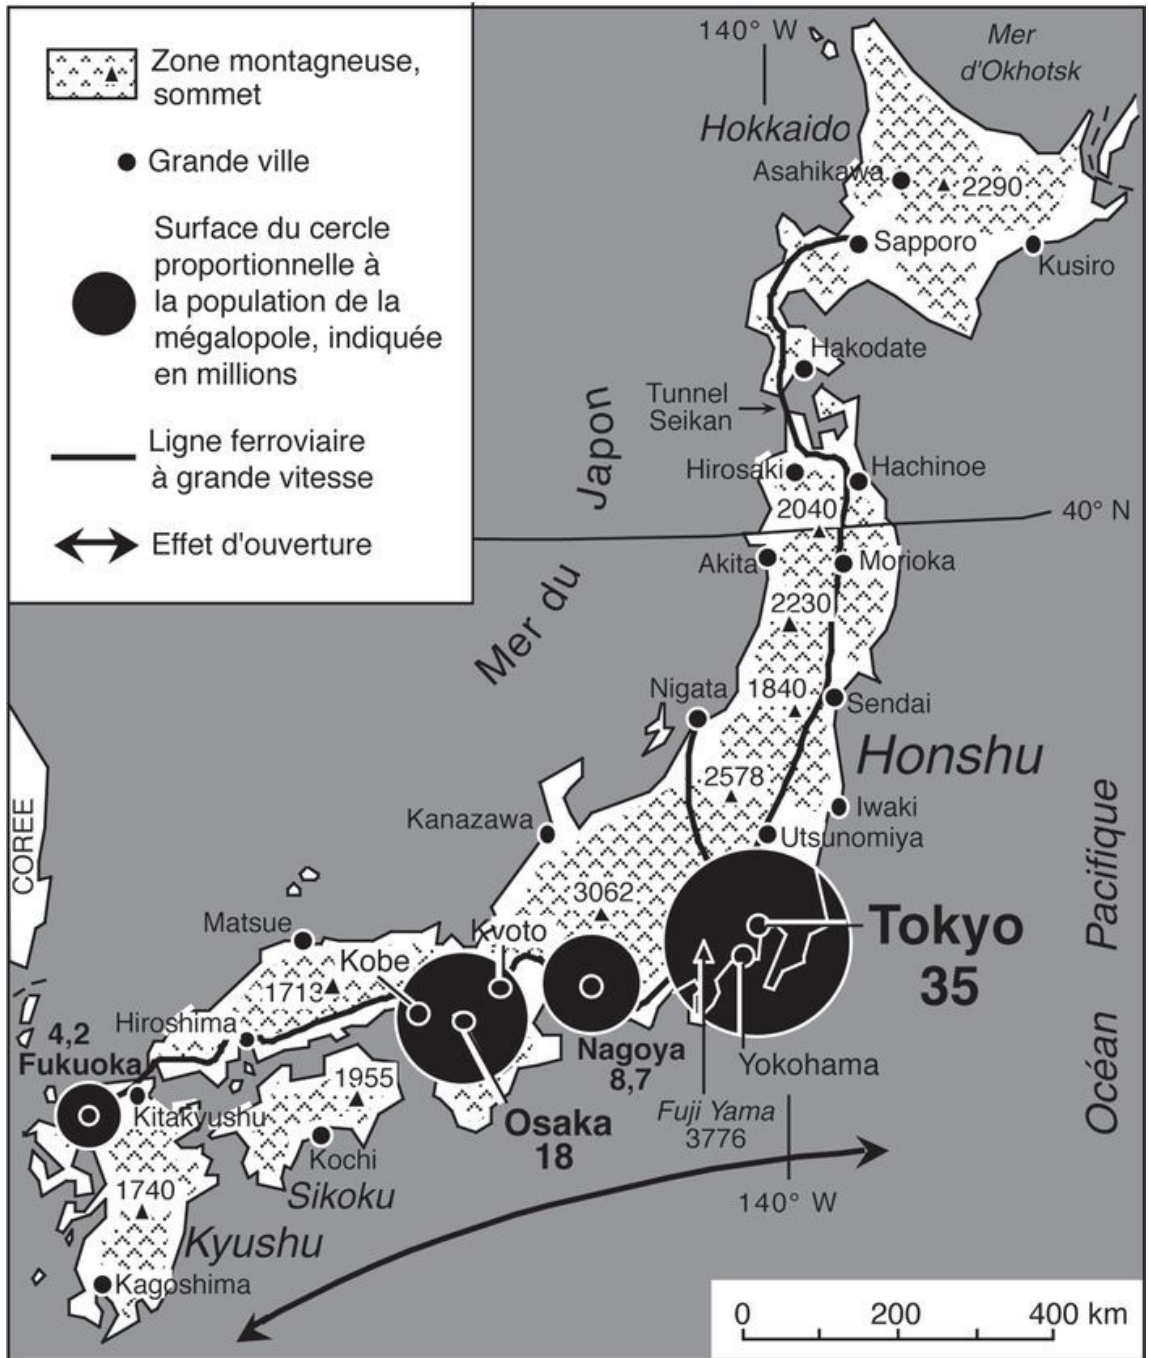 Zone montagneuse,
sommet
Grande ville
Surface du cercle
proportionnelle à
la population de la
mégalopole, indiquée
en millions
Ligne ferroviaire
à grande vitesse
Effet d'ouverture
140° W
Mer
d'Okhotsk
Hokkaido
Asahikawa
2290
Sapporo
Kusiro
Hakodate
Tunnel
Seikan
Mer du Japon
Hirosaki
Hachinoe
2040
40° N
Akita
Morioka
2230
Nigata
1840
Sendai
Honshu
2578
Iwaki
Kanazawa
Utsunomiya
COREE
Océan Pacifique
3062
Matsue
Kyoto
Tokyo
35
Kobe
1713
Hiroshima
4,2
Fukuoka
Nagoya
8,7
Yokohama
1955
Kitakyushu
Osaka
18
Fuji Yama
3776
Kochi
1740
Sikoku
140° W
Kyushu
Kagoshima
0 200 400 km